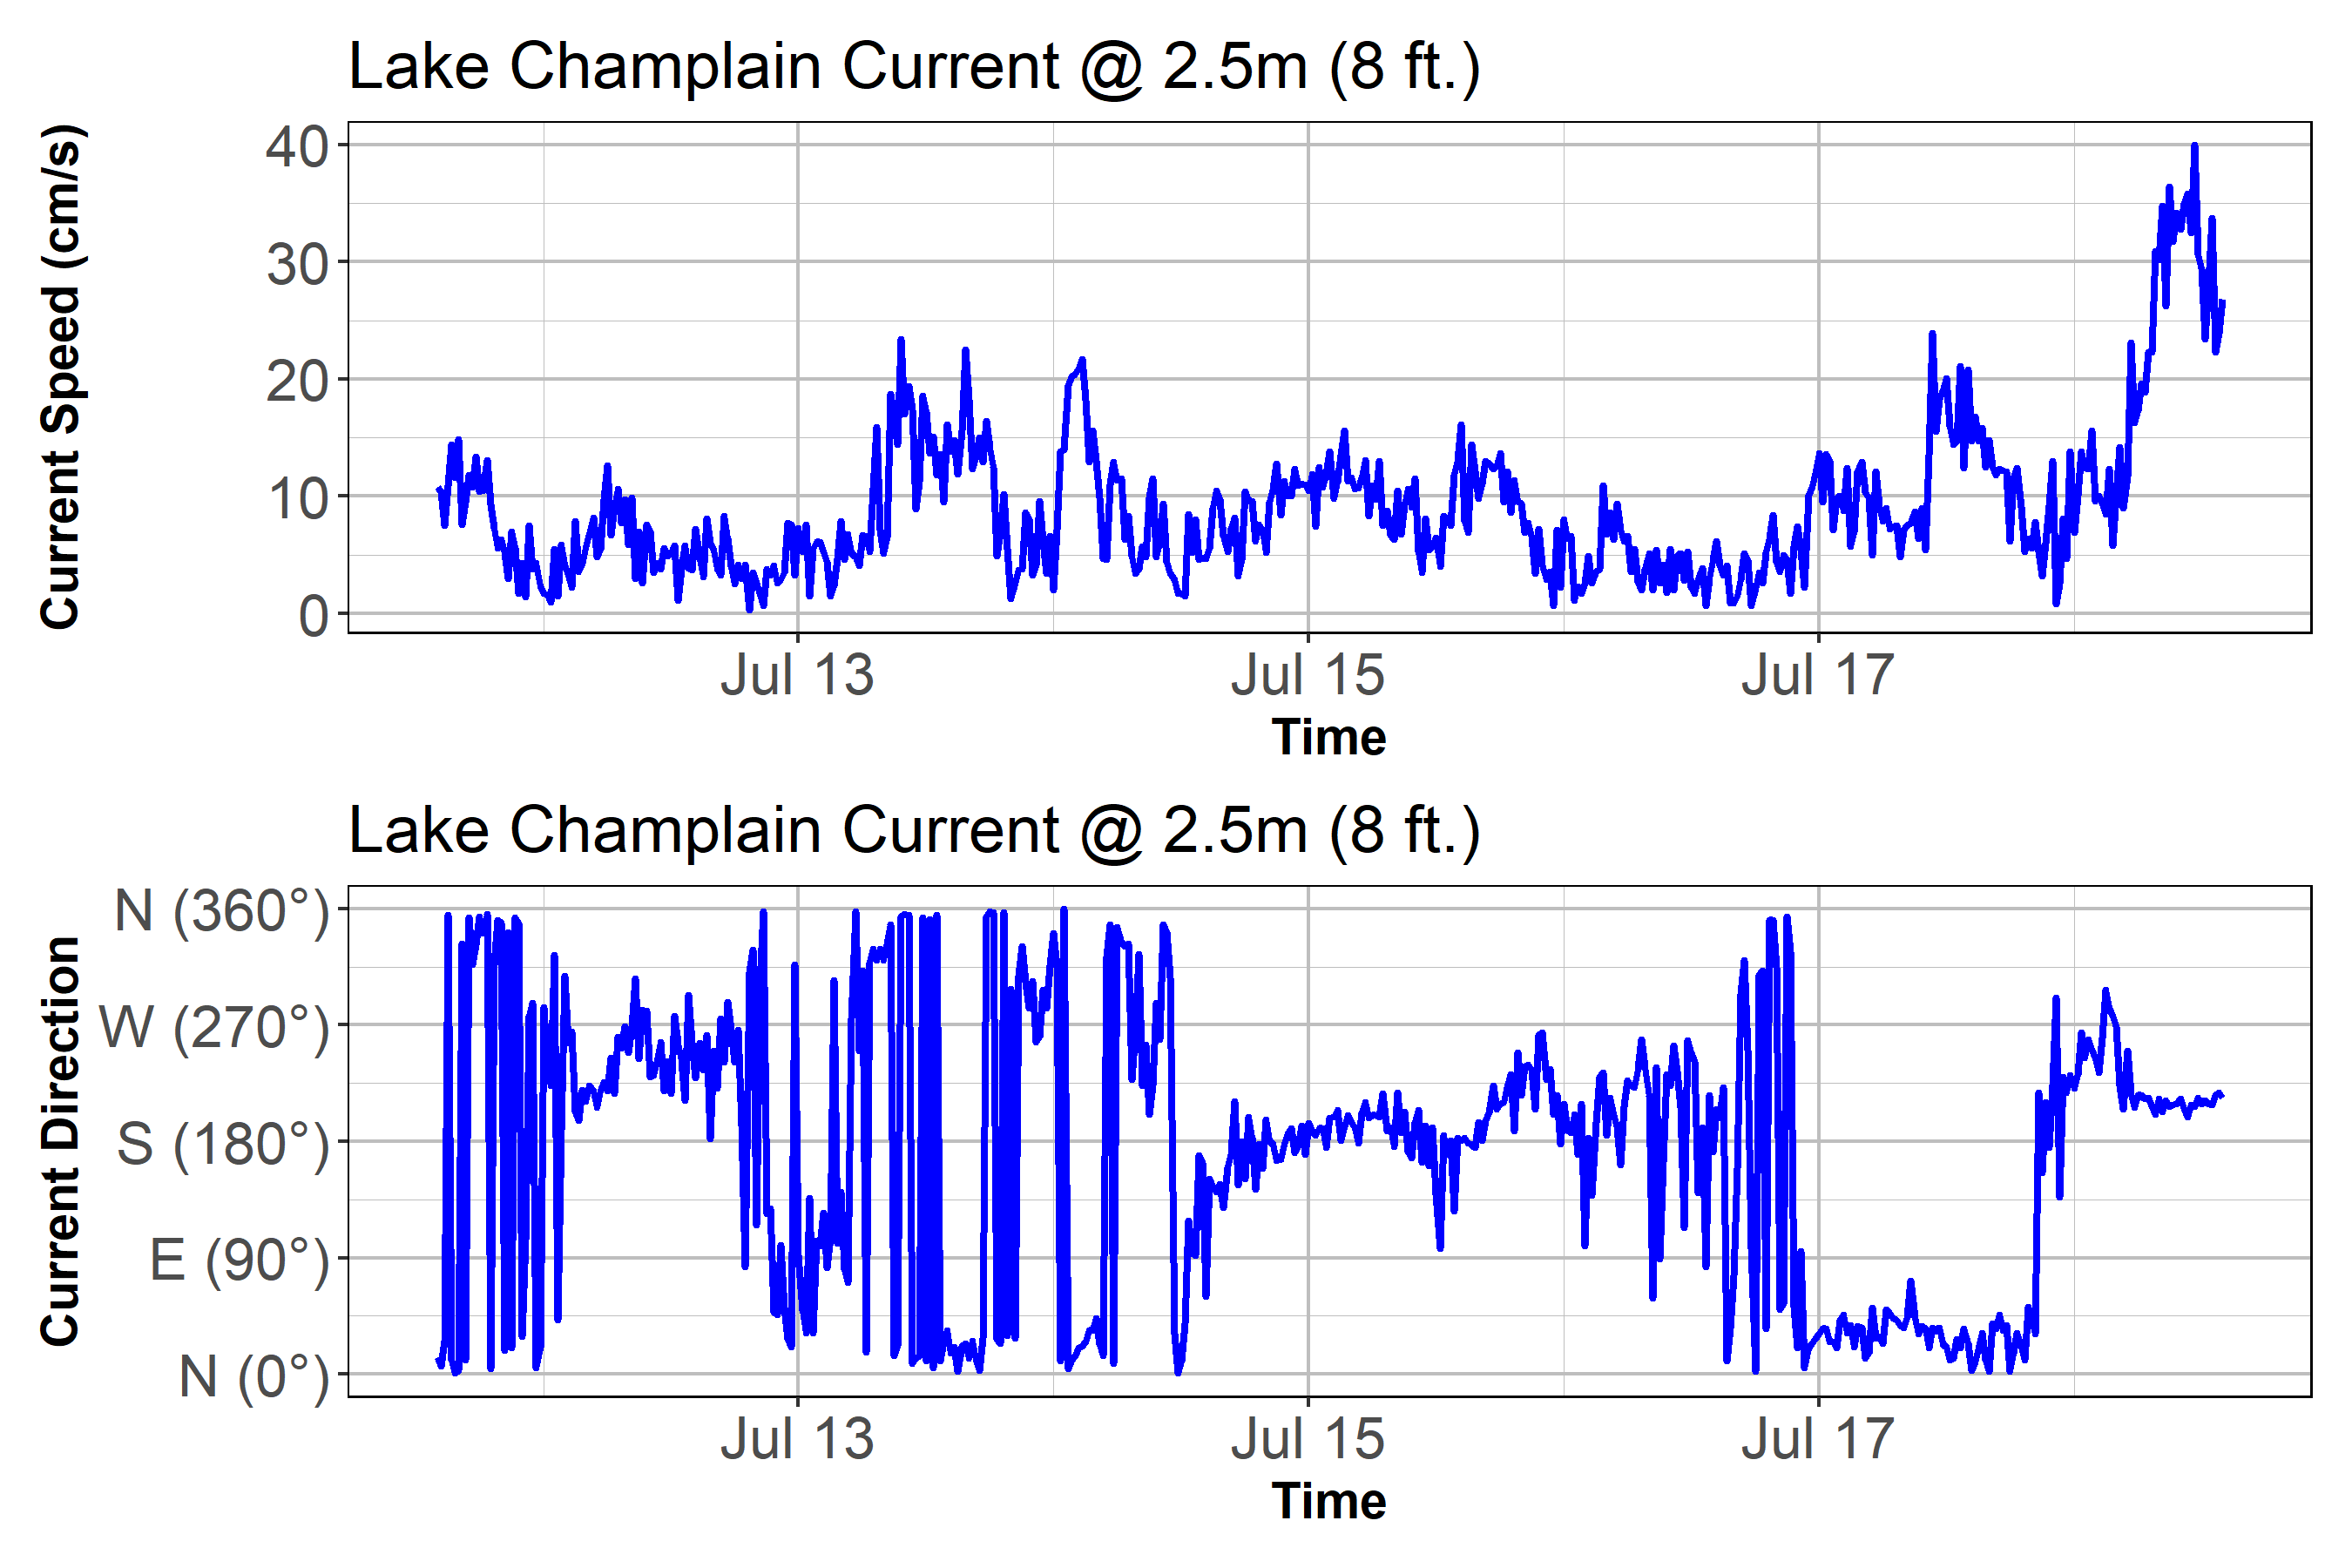 Lake Champlain Current @ 2.5m (8 ft.)
Current Speed (cm/s)
40
30
20
10
0
Jul 13 Jul 15 Jul 17
Time
Lake Champlain Current @ 2.5m (8 ft.)
Current Direction
N (360°)
W (270°)
S (180°)
E (90°)
N (0°)
Jul 13 Jul 15 Jul 17
Time